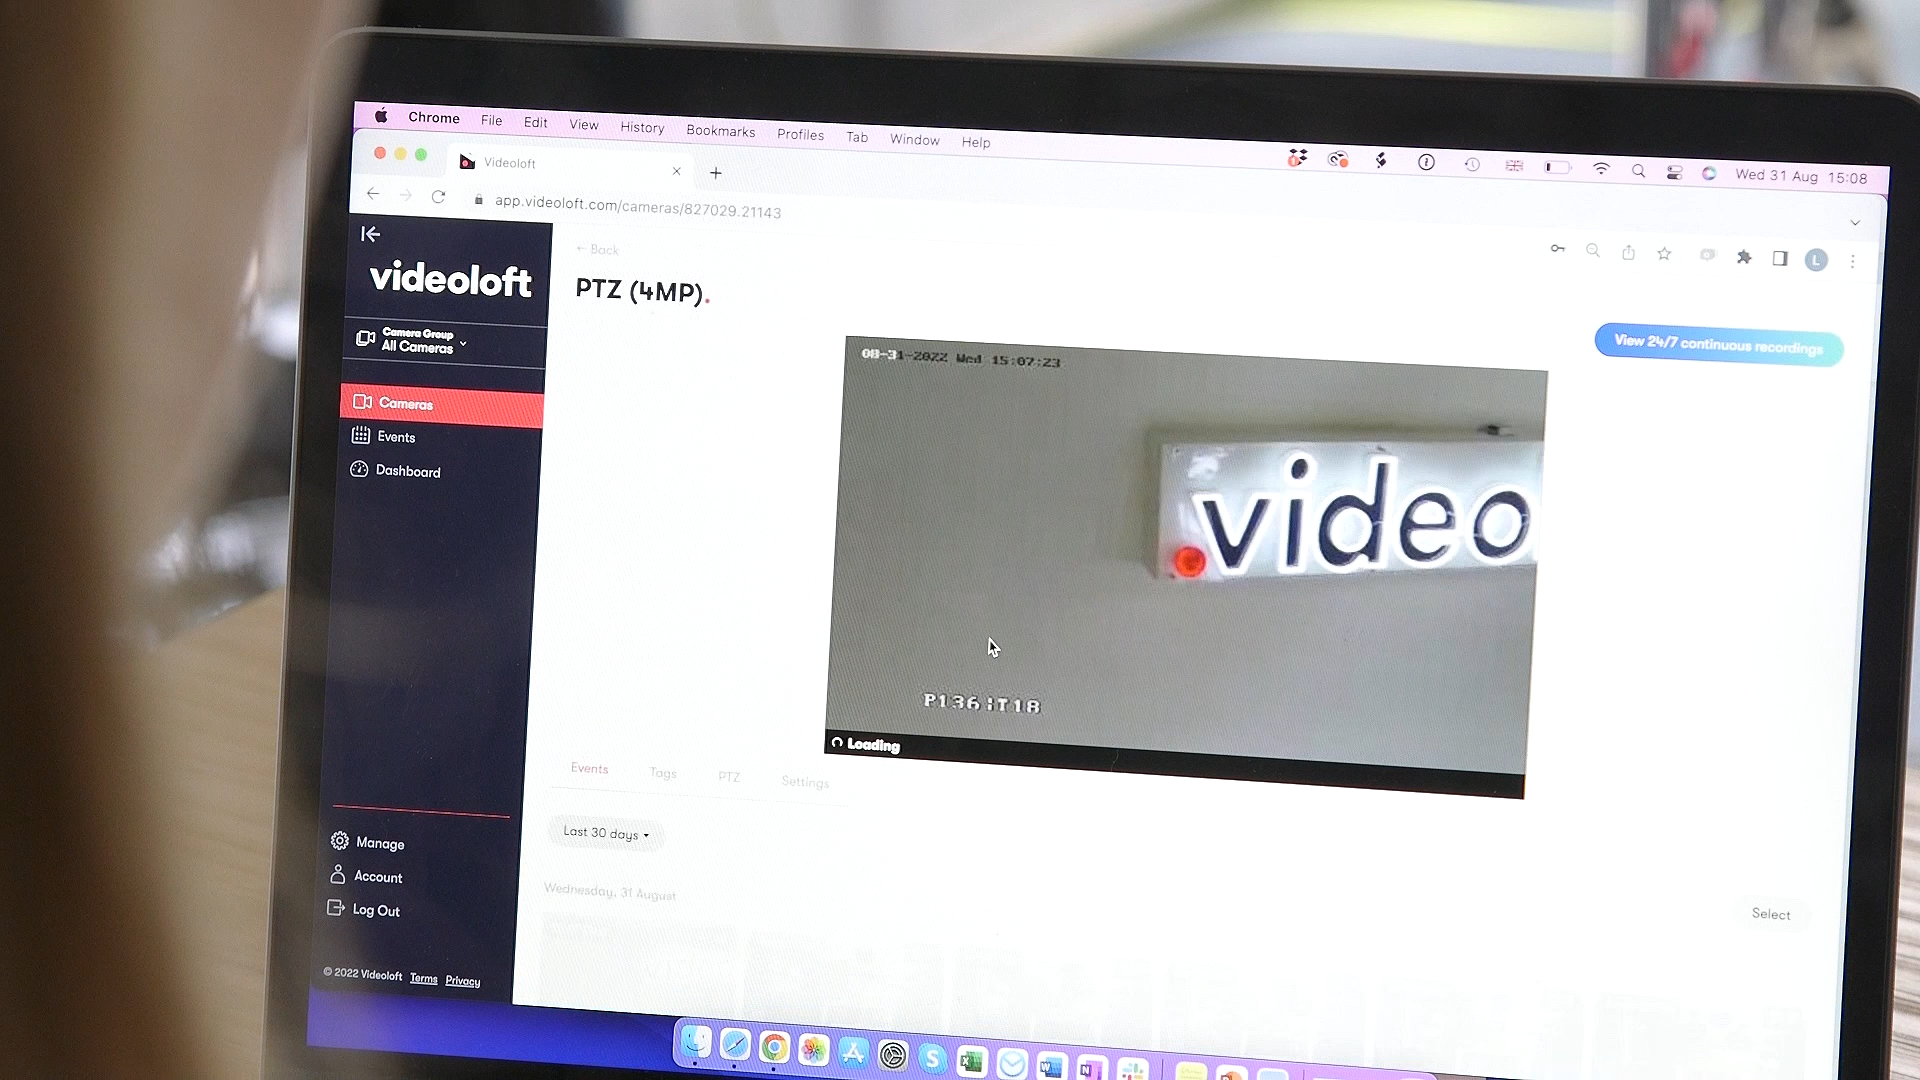 Chrome File Edit View History Bookmarks Profiles Tab Window Help
Wed 31 Aug 15:08
Videoloft
app.videoloft.com/cameras/827029.21143
L
videoloft
Camera Group
All Cameras
Cameras
Events
Dashboard
Manage
Account
Log Out
© 2022 Videoloft Terms Privacy
← Back
PTZ (4MP).
View 24/7 continuous recordings
08-31-2022 Wed 15:07:23
.video
P136:T18
Loading
Events Tags PTZ Settings
Last 30 days
Wednesday, 31 August
Select